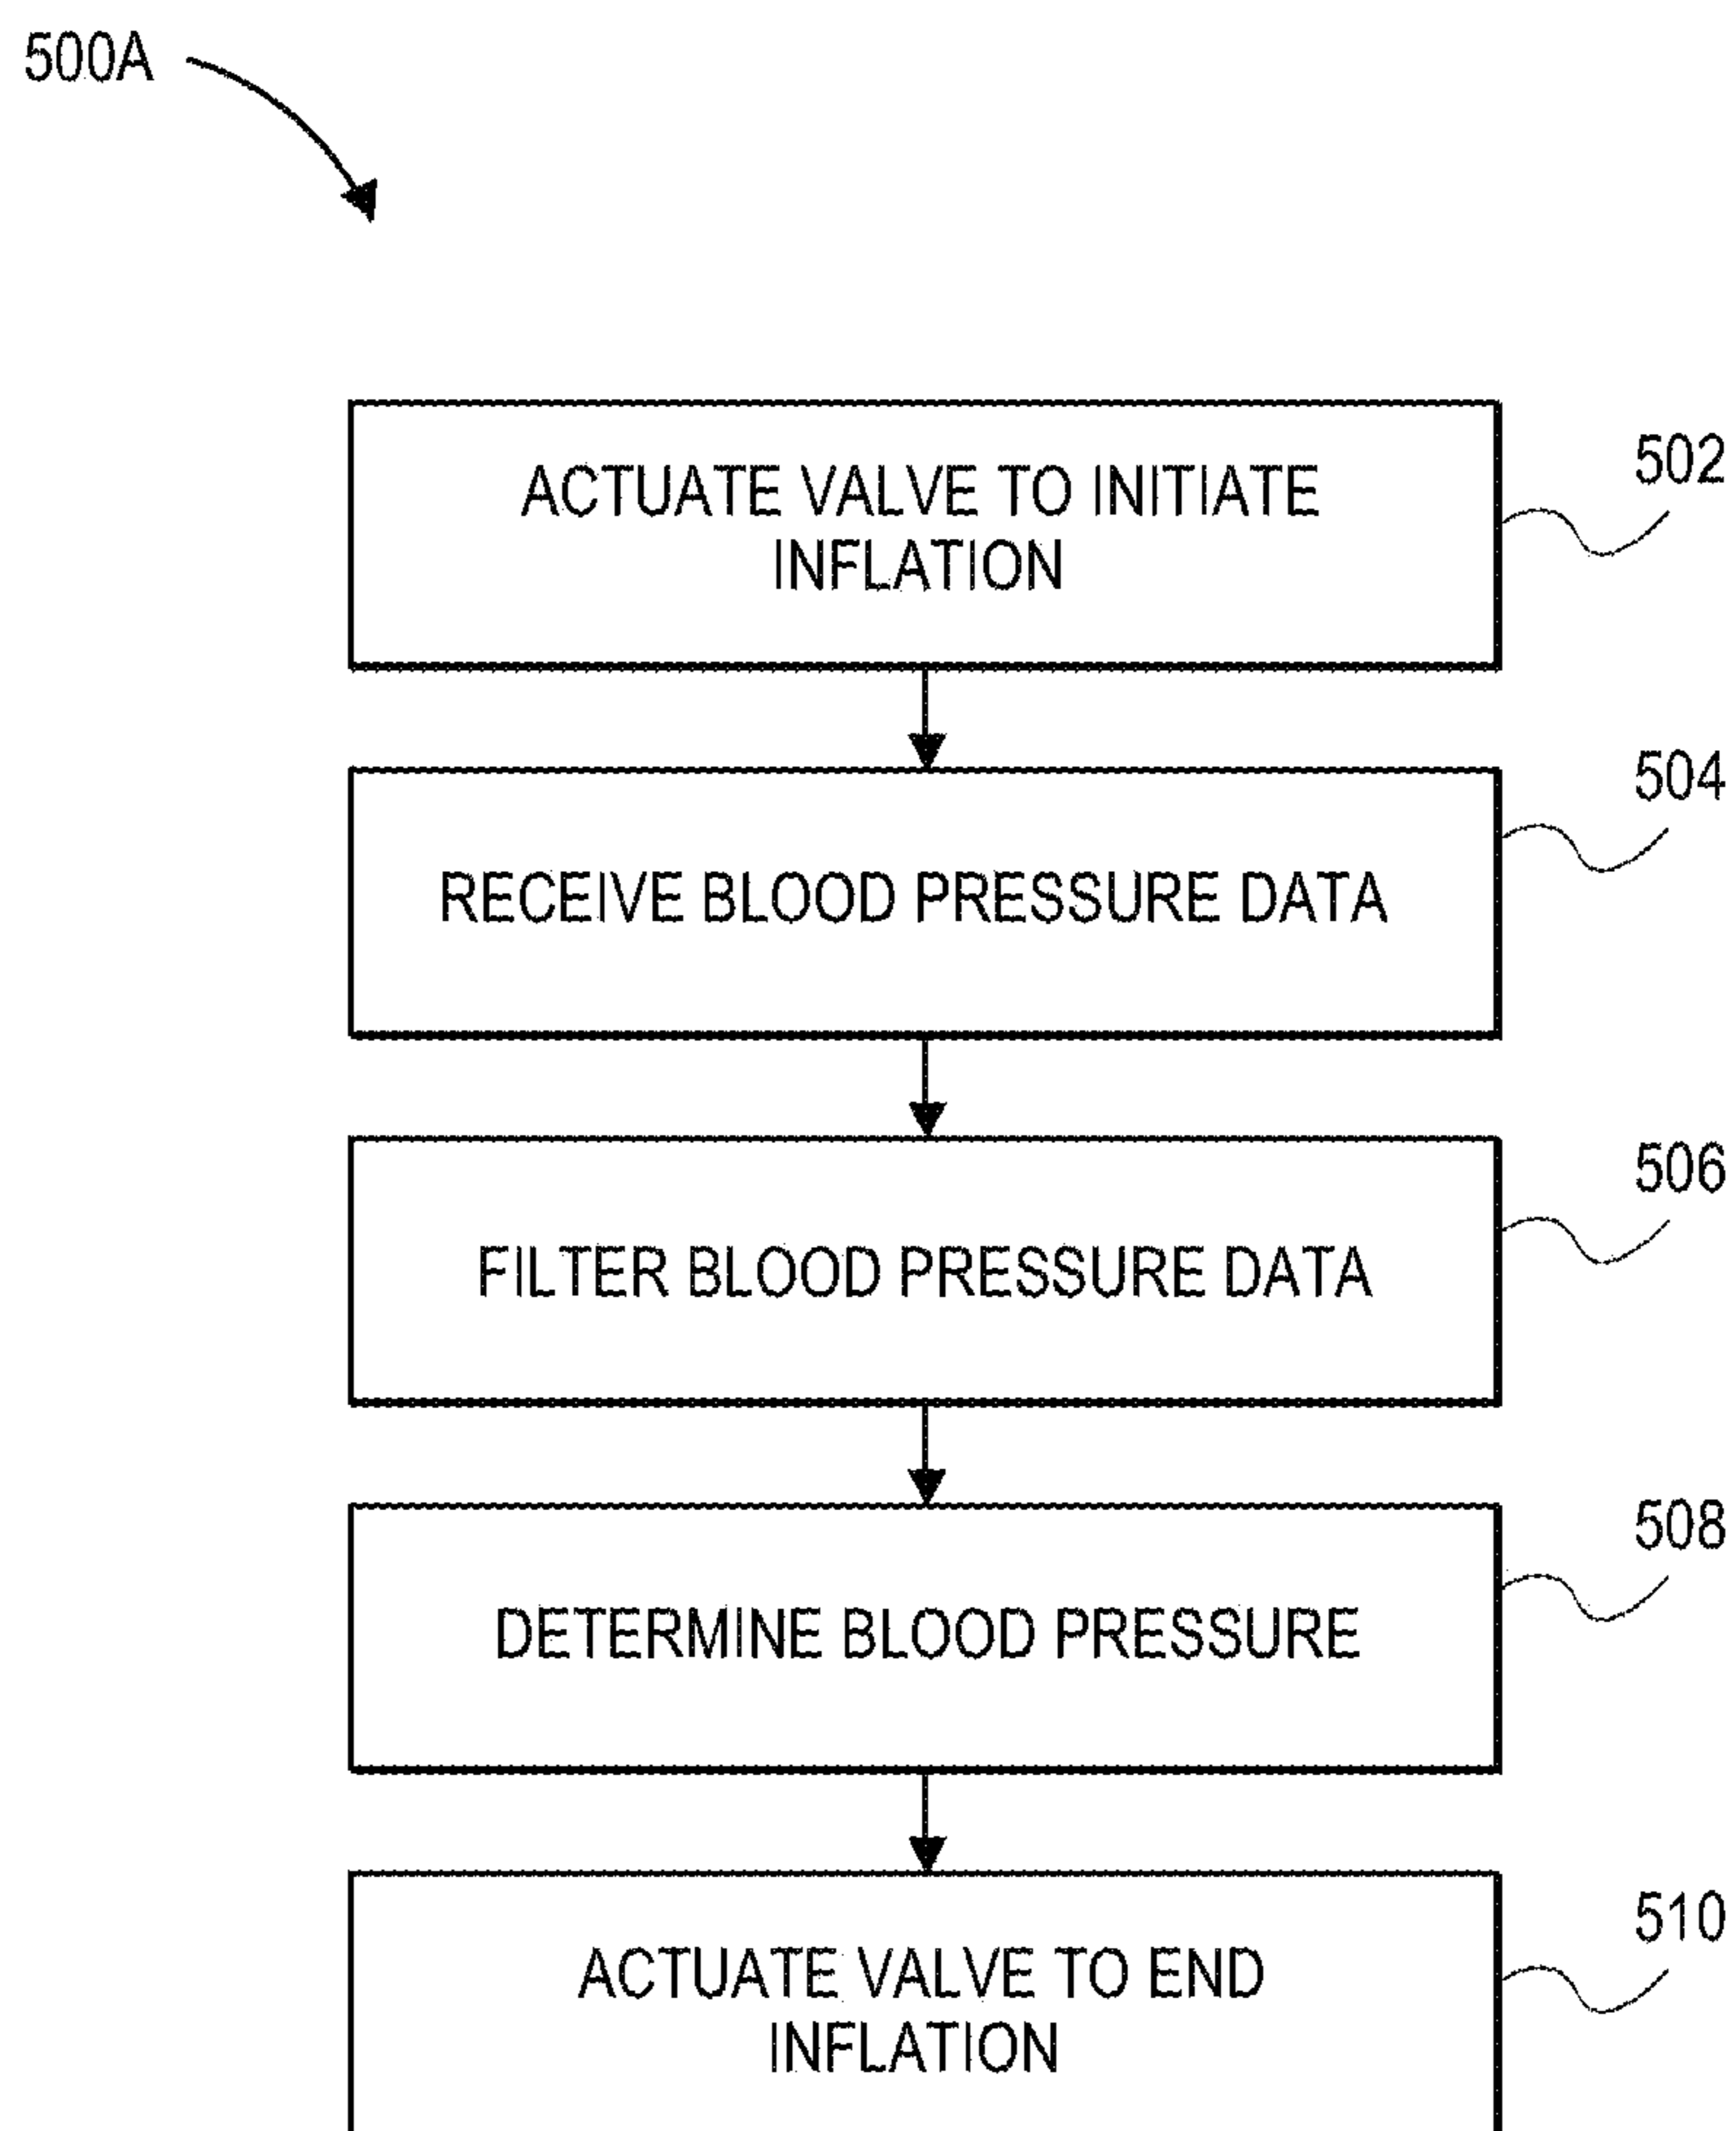 500A
ACTUATE VALVE TO INITIATE
INFLATION
502
RECEIVE BLOOD PRESSURE DATA
504
FILTER BLOOD PRESSURE DATA
506
DETERMINE BLOOD PRESSURE
508
ACTUATE VALVE TO END
INFLATION
510